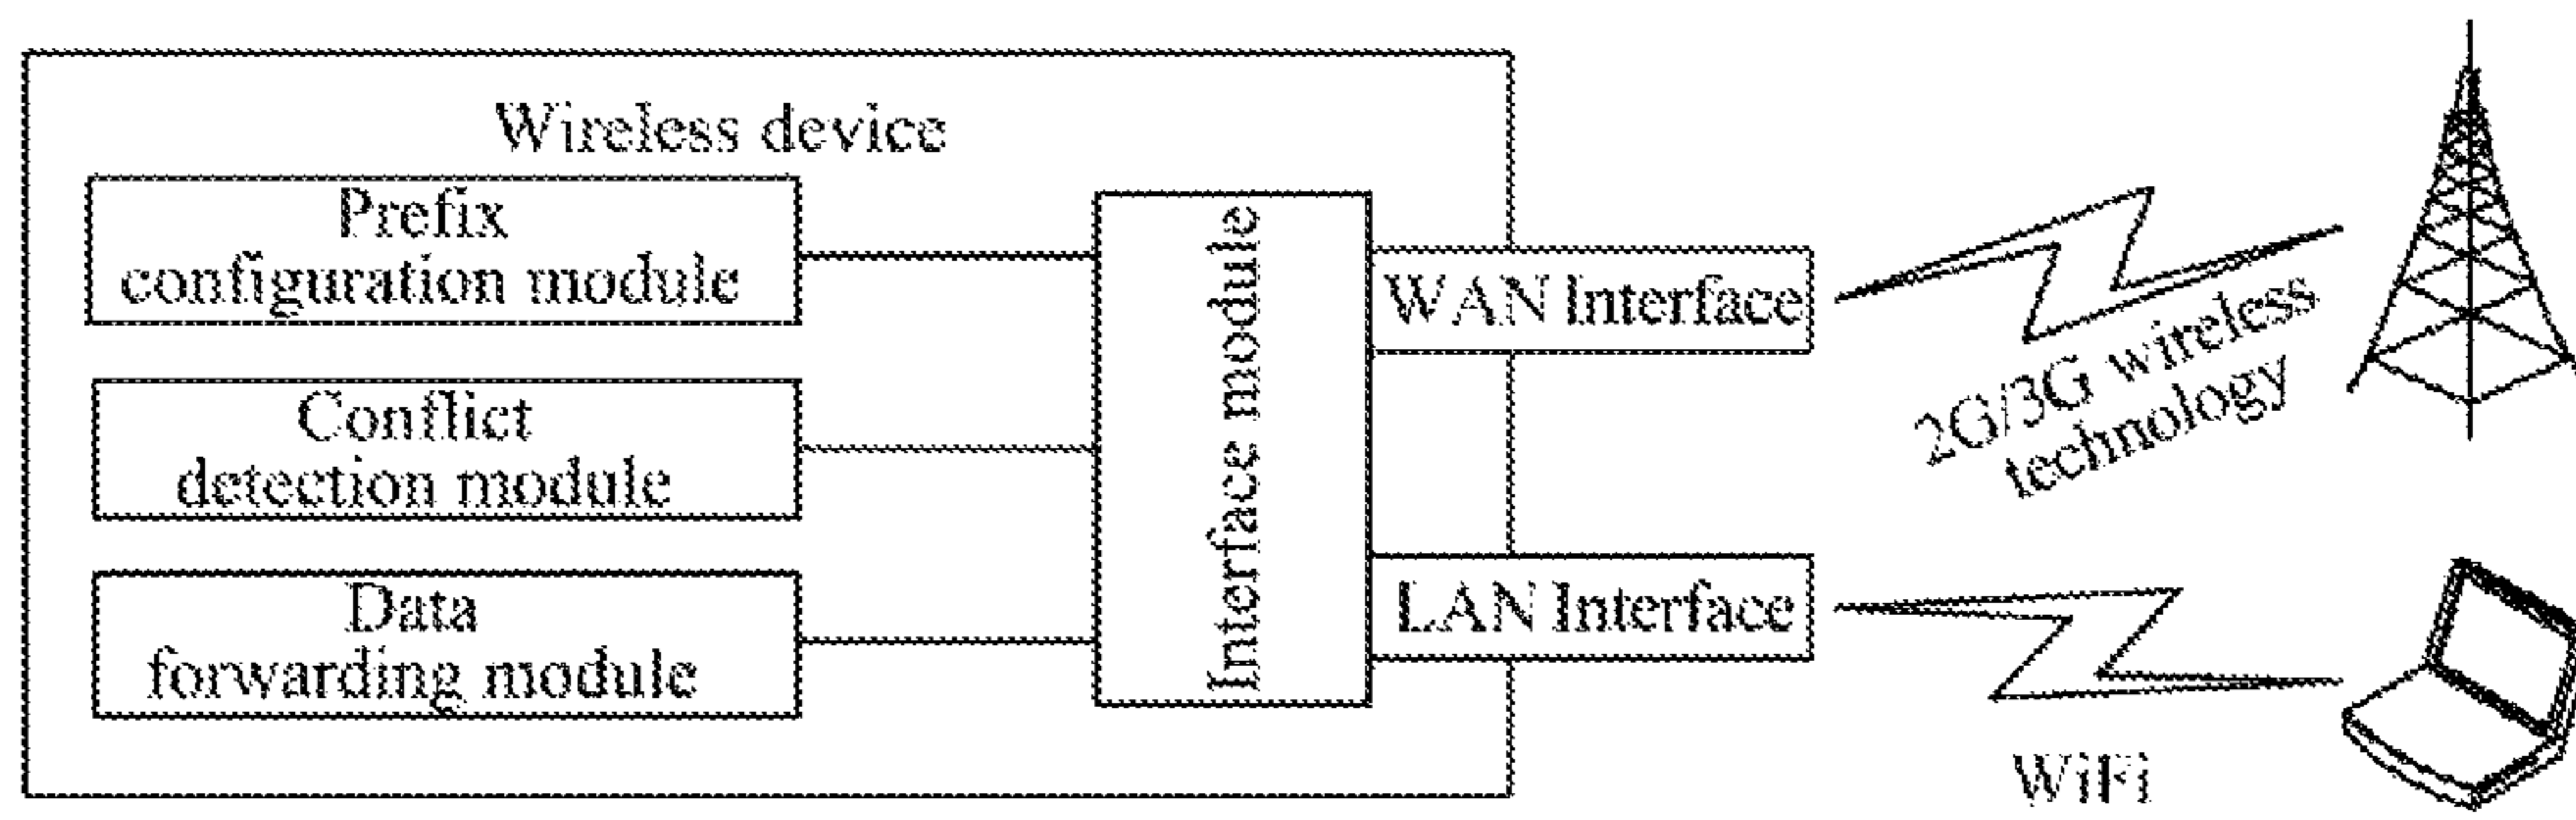 Wireless device
Prefix
configuration module
Conflict
detection module
Data
forwarding module
Interface module
WAN Interface
LAN Interface
2G/3G wireless
technology
WiFi